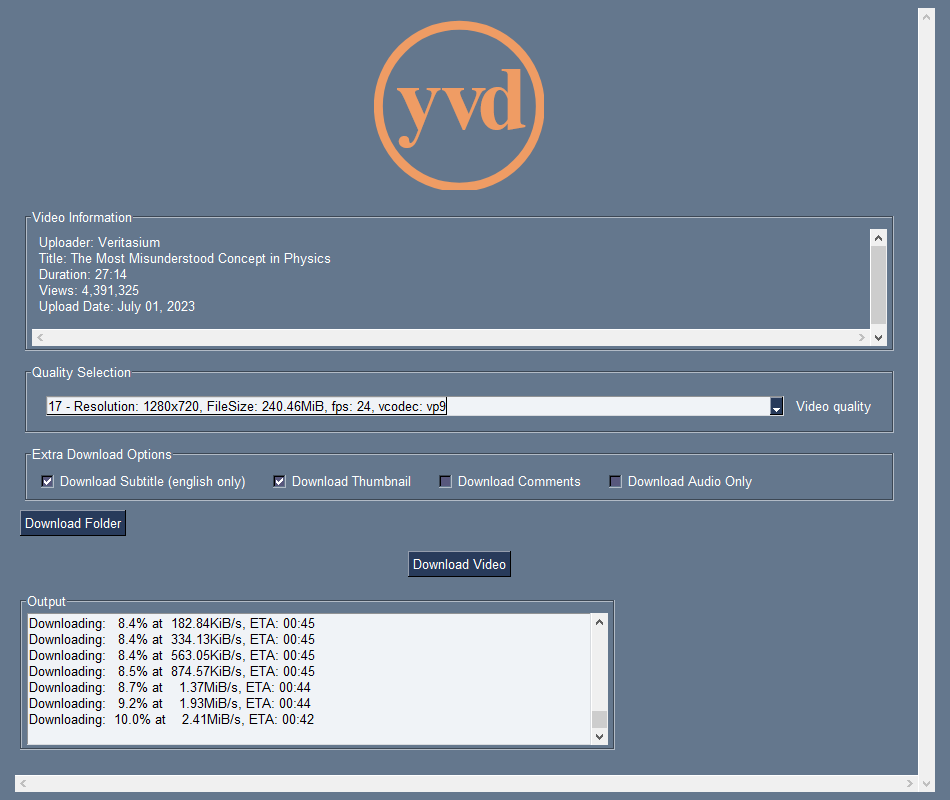 yvd
Video Information
Uploader: Veritasium
Title: The Most Misunderstood Concept in Physics
Duration: 27:14
Views: 4,391,325
Upload Date: July 01, 2023
Quality Selection
17 - Resolution: 1280x720, FileSize: 240.46MiB, fps: 24, vcodec: vp9 Video quality
Extra Download Options
Download Subtitle (english only) Download Thumbnail Download Comments Download Audio Only
Download Folder
Download Video
Output
Downloading: 8.4% at 182.84KiB/s, ETA: 00:45
Downloading: 8.4% at 334.13KiB/s, ETA: 00:45
Downloading: 8.4% at 563.05KiB/s, ETA: 00:45
Downloading: 8.5% at 874.57KiB/s, ETA: 00:45
Downloading: 8.7% at 1.37MiB/s, ETA: 00:44
Downloading: 9.2% at 1.93MiB/s, ETA: 00:44
Downloading: 10.0% at 2.41MiB/s, ETA: 00:42